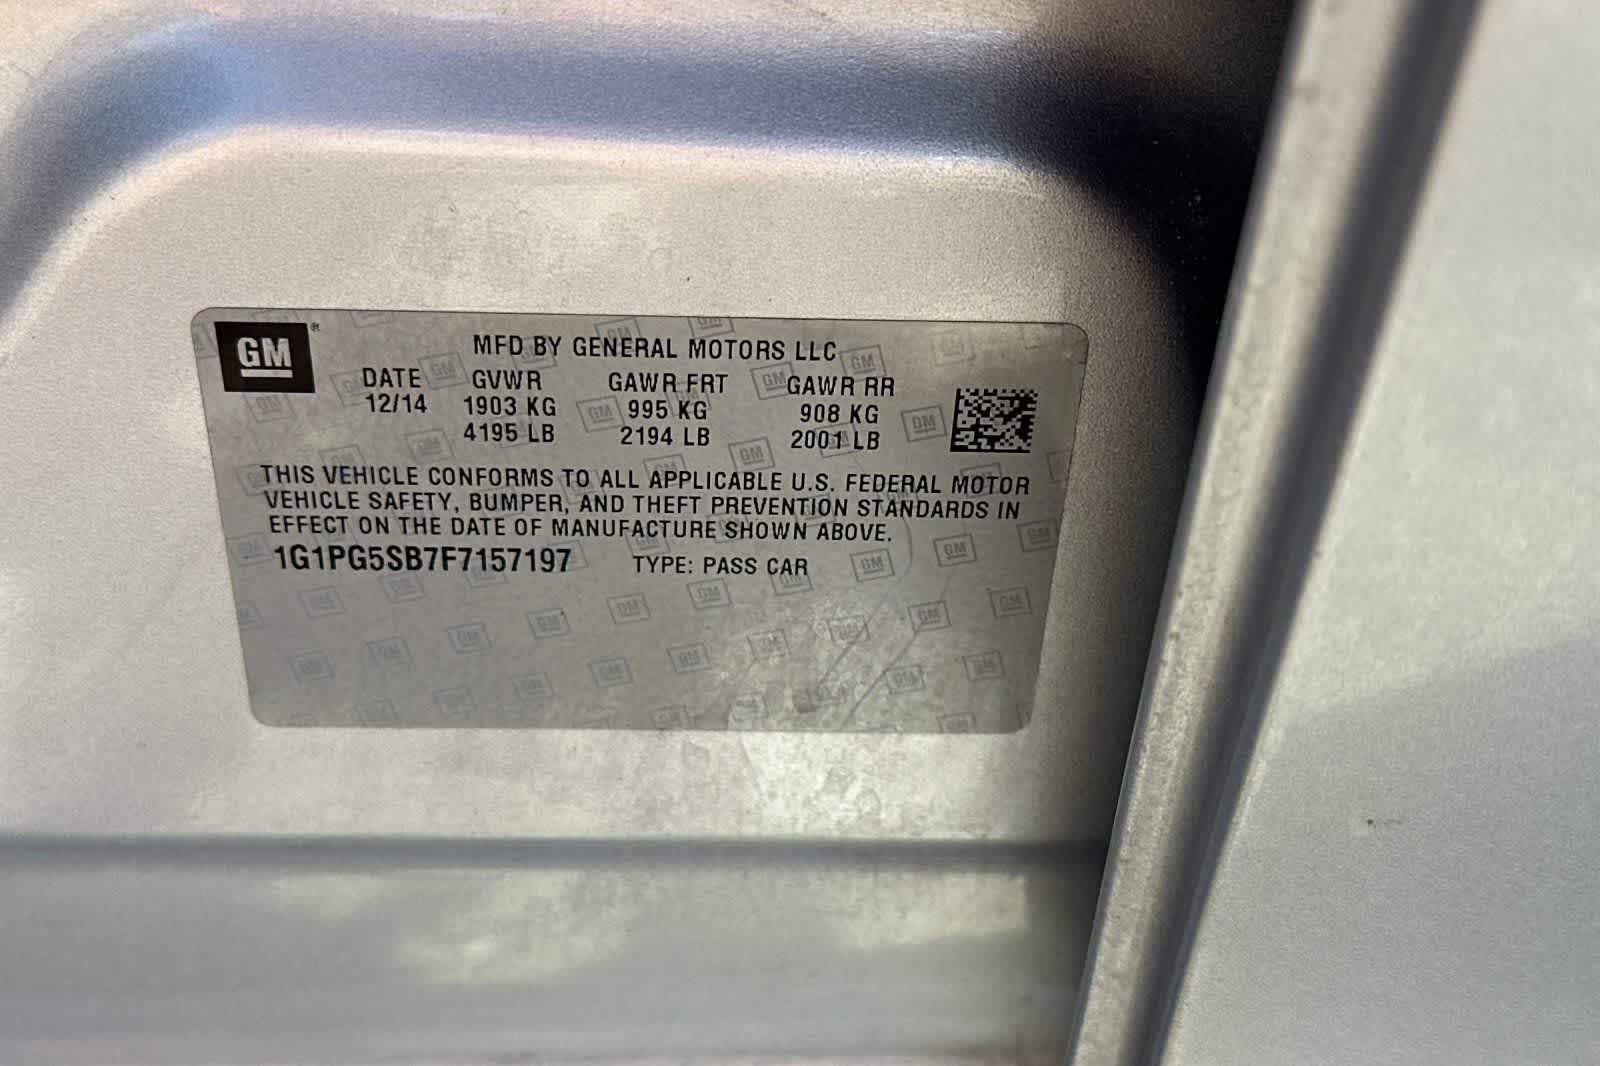 GM®
MFD BY GENERAL MOTORS LLC
DATE GVWR GAWR FRT GAWR RR
12/14 1903 KG 995 KG 908 KG
4195 LB 2194 LB 2001 LB
THIS VEHICLE CONFORMS TO ALL APPLICABLE U.S. FEDERAL MOTOR
VEHICLE SAFETY, BUMPER, AND THEFT PREVENTION STANDARDS IN
EFFECT ON THE DATE OF MANUFACTURE SHOWN ABOVE.
1G1PG5SB7F7157197 TYPE: PASS CAR